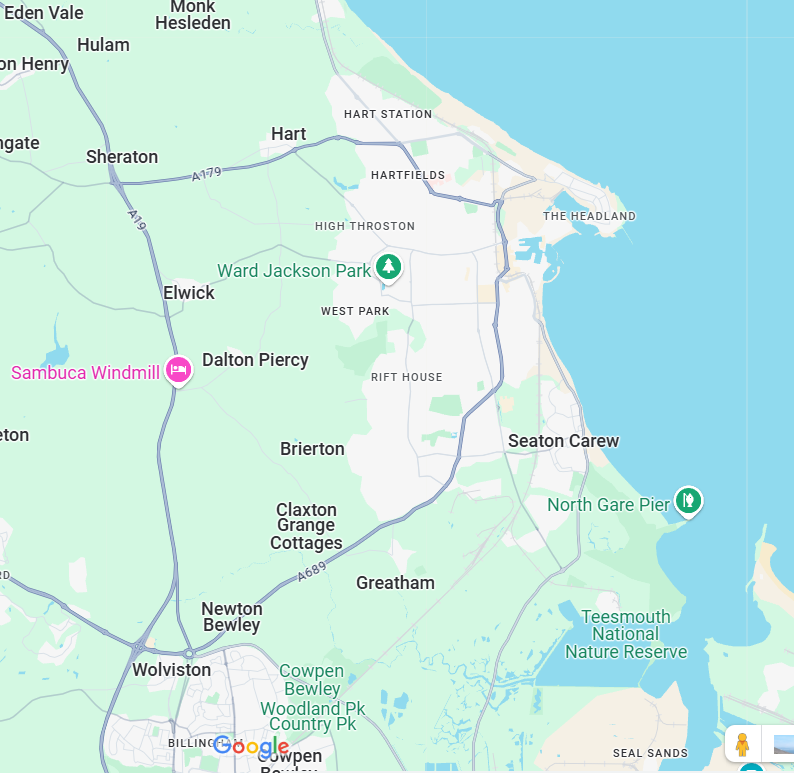 Eden Vale
Monk
Hesleden
Hulam
on Henry
HART STATION
Hart
ngate
Sheraton
A179
HARTFIELDS
A19
THE HEADLAND
HIGH THROSTON
Ward Jackson Park
Elwick
WEST PARK
Dalton Piercy
Sambuca Windmill
RIFT HOUSE
eton
Seaton Carew
Brierton
North Gare Pier
Claxton
Grange
Cottages
A689
RD
Greatham
Newton
Bewley
Teesmouth
National
Nature Reserve
Wolviston
Cowpen
Bewley
Woodland Pk
Country Pk
BILLINGHAM
Google
Cowpen
Bewley
SEAL SANDS